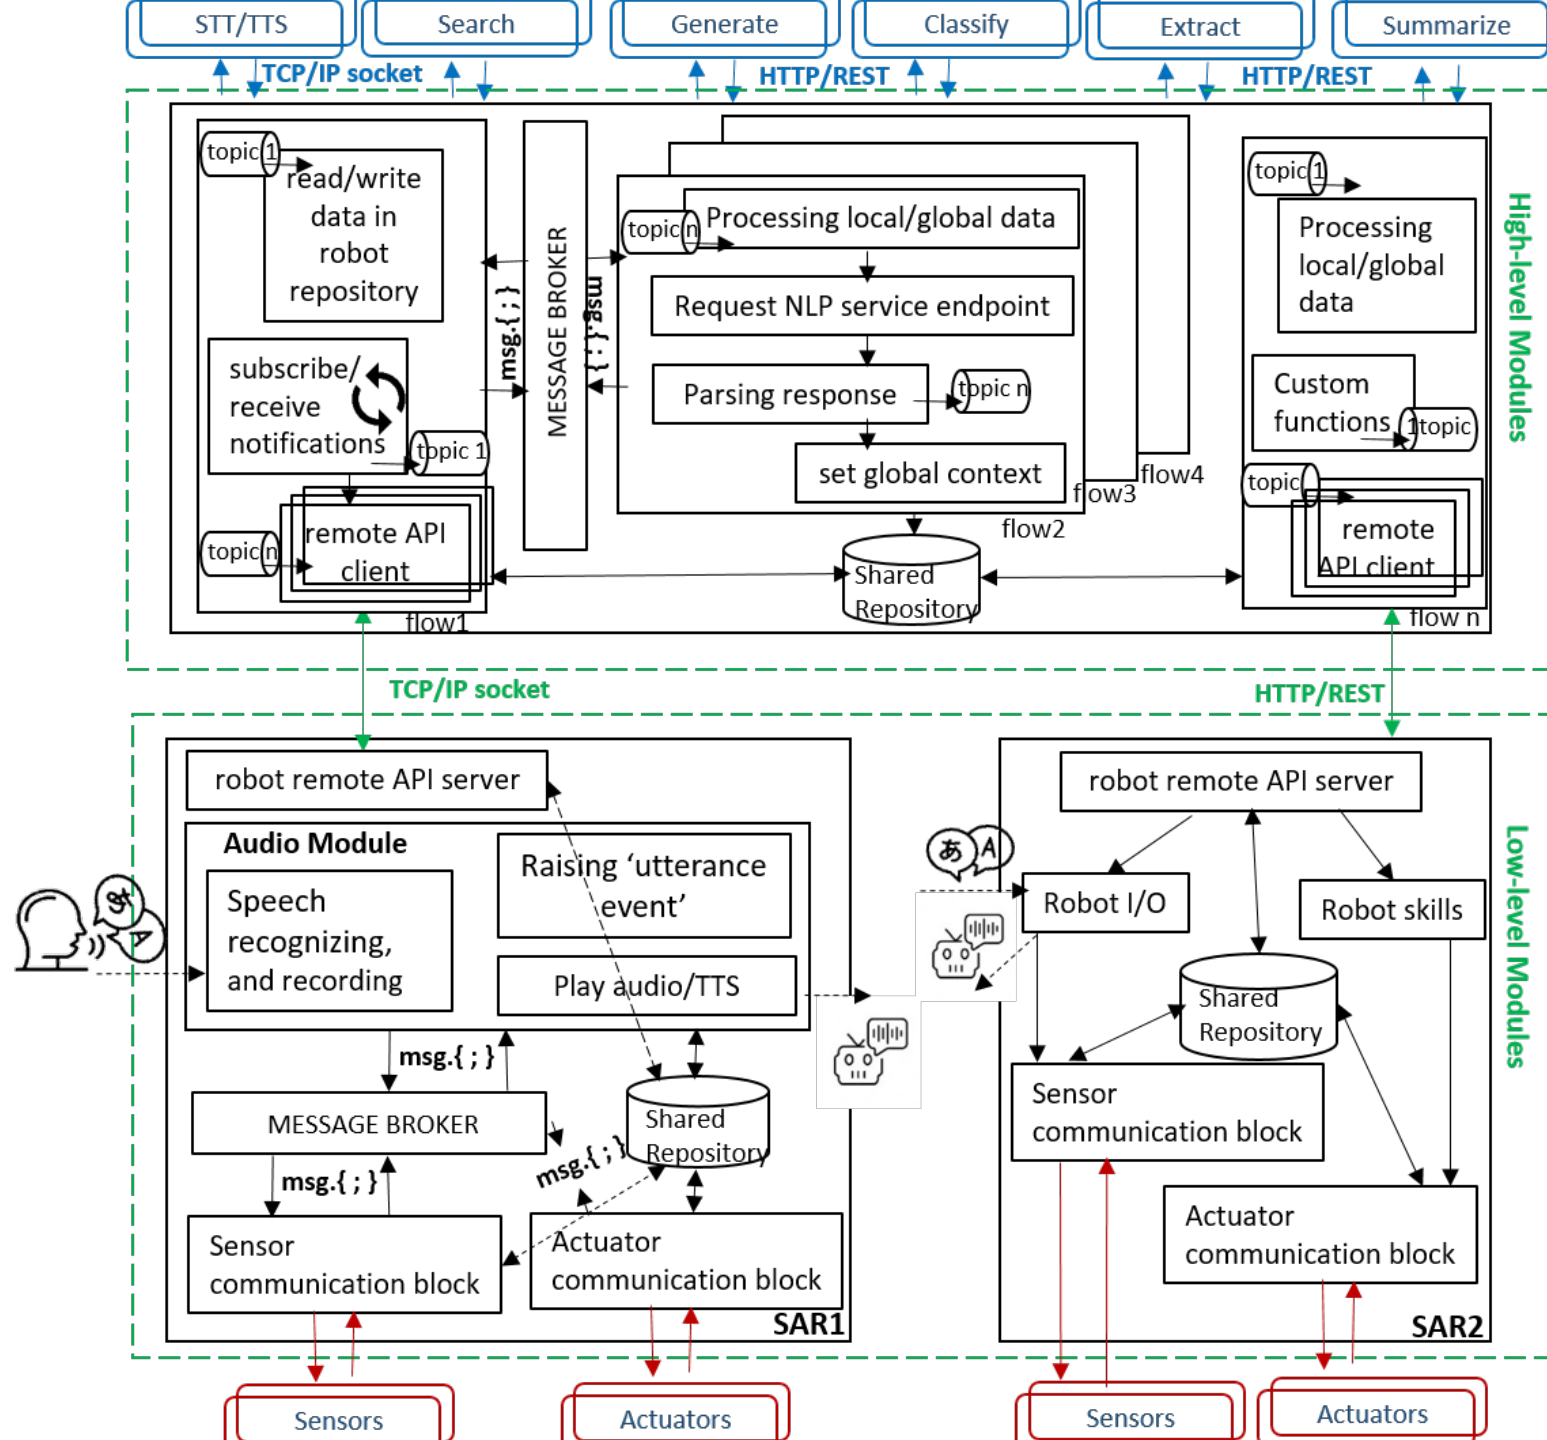 STT/TTS
Search
Generate
Classify
Extract
Summarize
TCP/IP socket
HTTP/REST
HTTP/REST
topic 1
read/write
data in
robot
repository
subscribe/
receive
notifications
topic 1
topic n
remote API
client
flow1
msg.{ ; }
MESSAGE BROKER
msg.{ ; }
topic n
Processing local/global data
Request NLP service endpoint
Parsing response
topic n
set global context
flow2
flow3
flow4
Shared
Repository
topic 1
Processing
local/global
data
Custom
functions
1topic
topic
remote
API client
flow n
High-level Modules
TCP/IP socket
HTTP/REST
robot remote API server
Audio Module
Speech
recognizing,
and recording
Raising ‘utterance
event’
Play audio/TTS
msg.{ ; }
MESSAGE BROKER
msg.{ ; }
msg.{ ; }
Shared
Repository
Sensor
communication block
Actuator
communication block
SAR1
あ A
あ A
robot remote API server
Robot I/O
Robot skills
Shared
Repository
Sensor
communication block
Actuator
communication block
SAR2
Low-level Modules
Sensors
Actuators
Sensors
Actuators